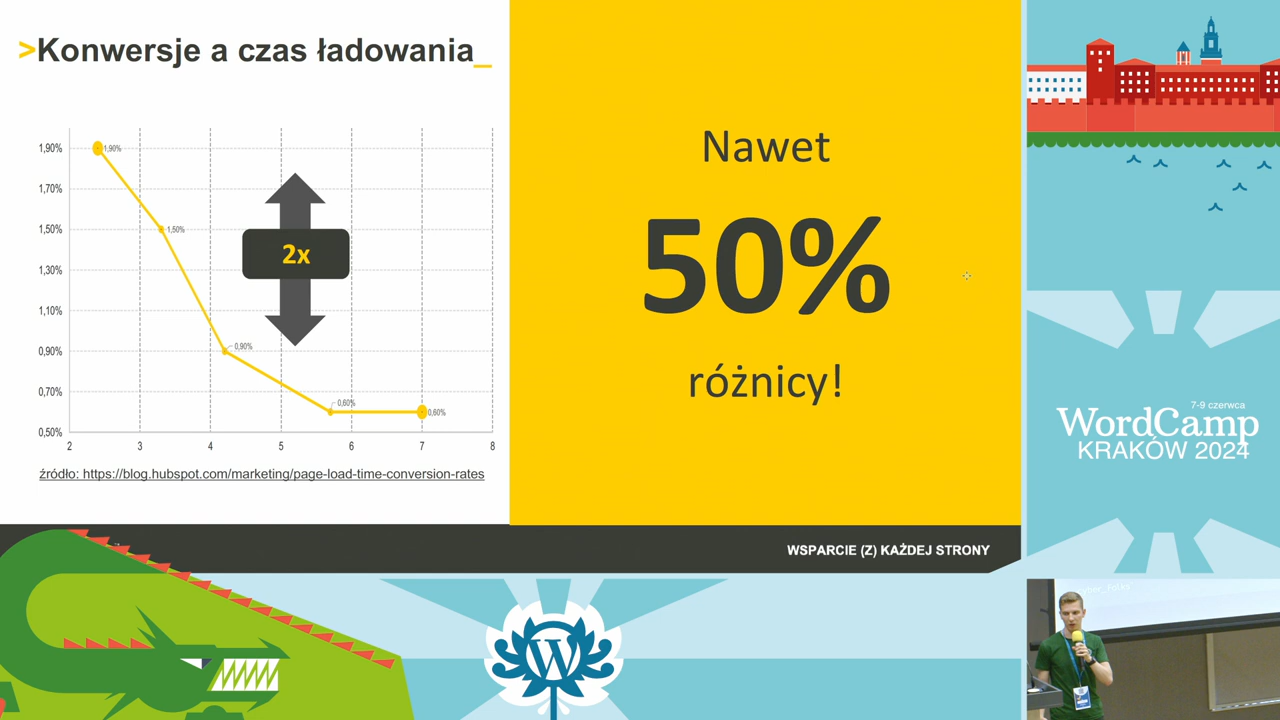 >Konwersje a czas ładowania_
1,90%
1,70%
1,50%
1,30%
1,10%
0,90%
0,70%
0,50%
1,90%
1,50%
0,90%
0,60%
0,60%
2x
2 3 4 5 6 7 8
źródło: https://blog.hubspot.com/marketing/page-load-time-conversion-rates
Nawet
50%
różnicy!
WSPARCIE (Z) KAŻDEJ STRONY
7-9 czerwca
WordCamp
KRAKÓW 2024
W